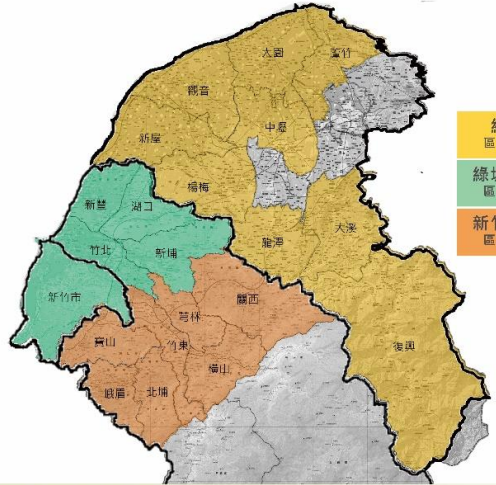 大園
蘆竹
觀音
中壢
新屋
楊梅
龍潭
大溪
復興
新豐
湖口
竹北
新埔
新竹市
關西
芎林
竹東
寶山
橫山
峨眉
北埔
區
區
新竹
區